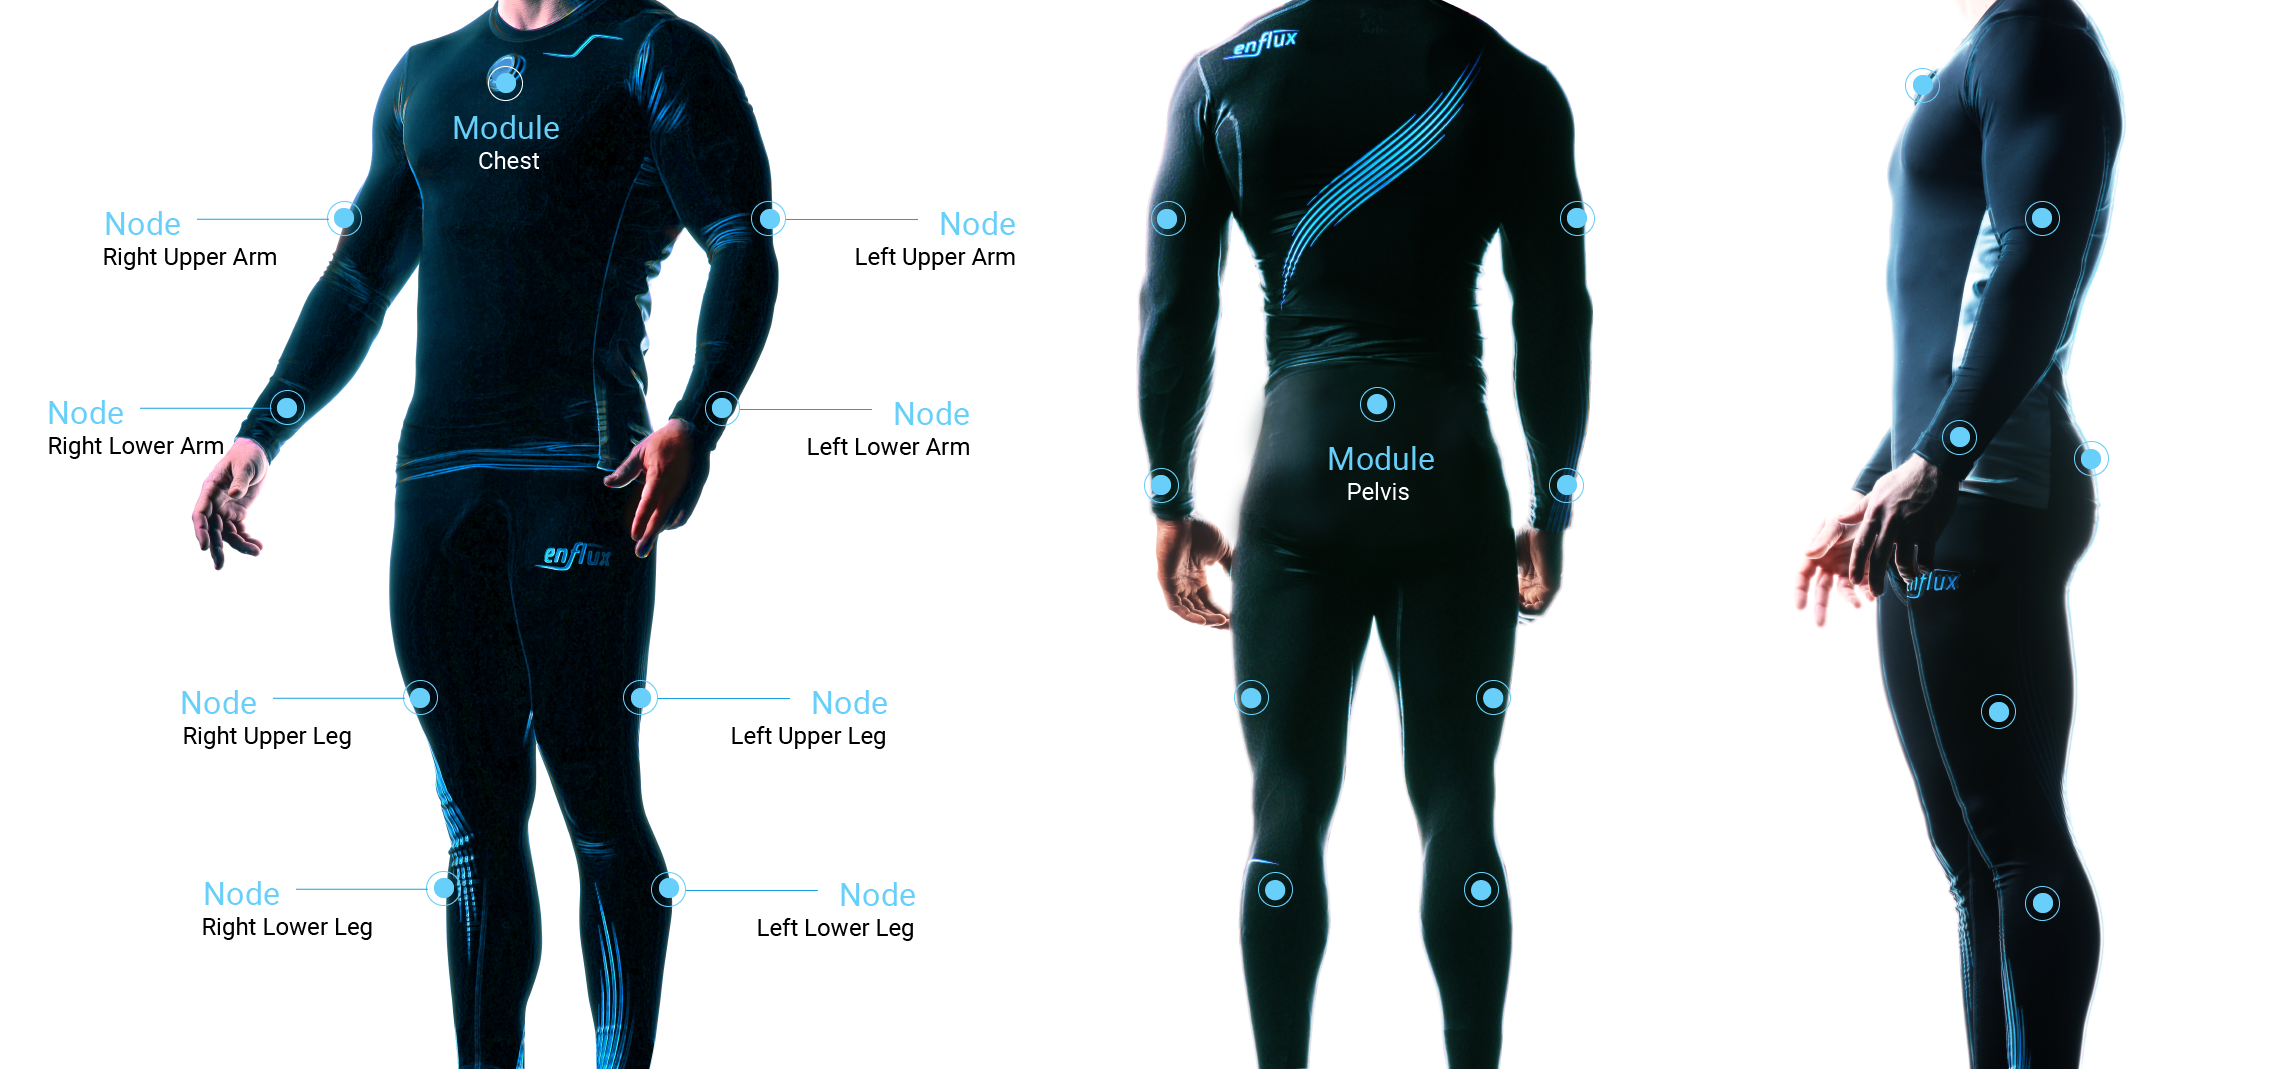 enflux
Module
Chest
Node
Right Upper Arm
Node
Left Upper Arm
Node
Right Lower Arm
Node
Left Lower Arm
Module
Pelvis
enflux
enflux
Node
Right Upper Leg
Node
Left Upper Leg
Node
Right Lower Leg
Node
Left Lower Leg